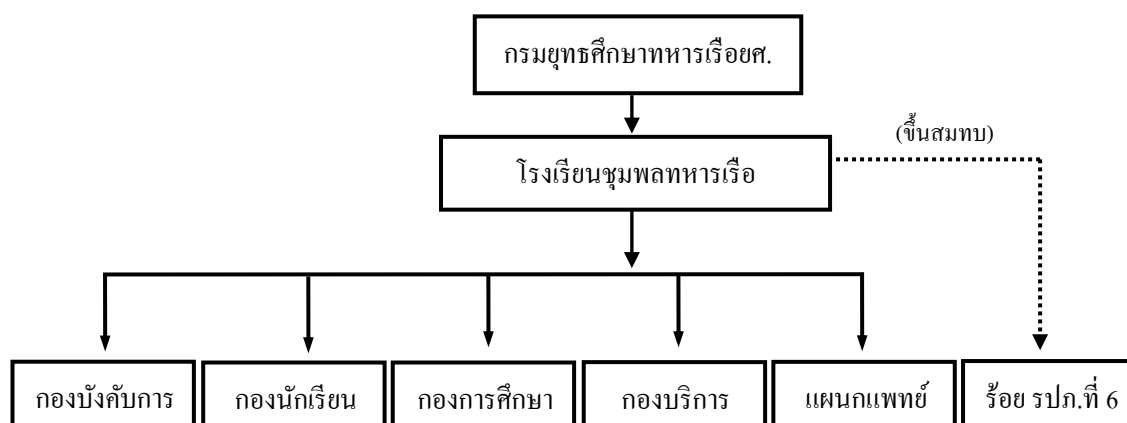 กรมยุทธศึกษาทหารเรือยศ.
(ขึ้นสมทบ)
โรงเรียนชุมพลทหารเรือ
กองบังคับการ
กองนักเรียน
กองการศึกษา
กองบริการ
แผนกแพทย์
ร้อย รปภ.ที่ 6